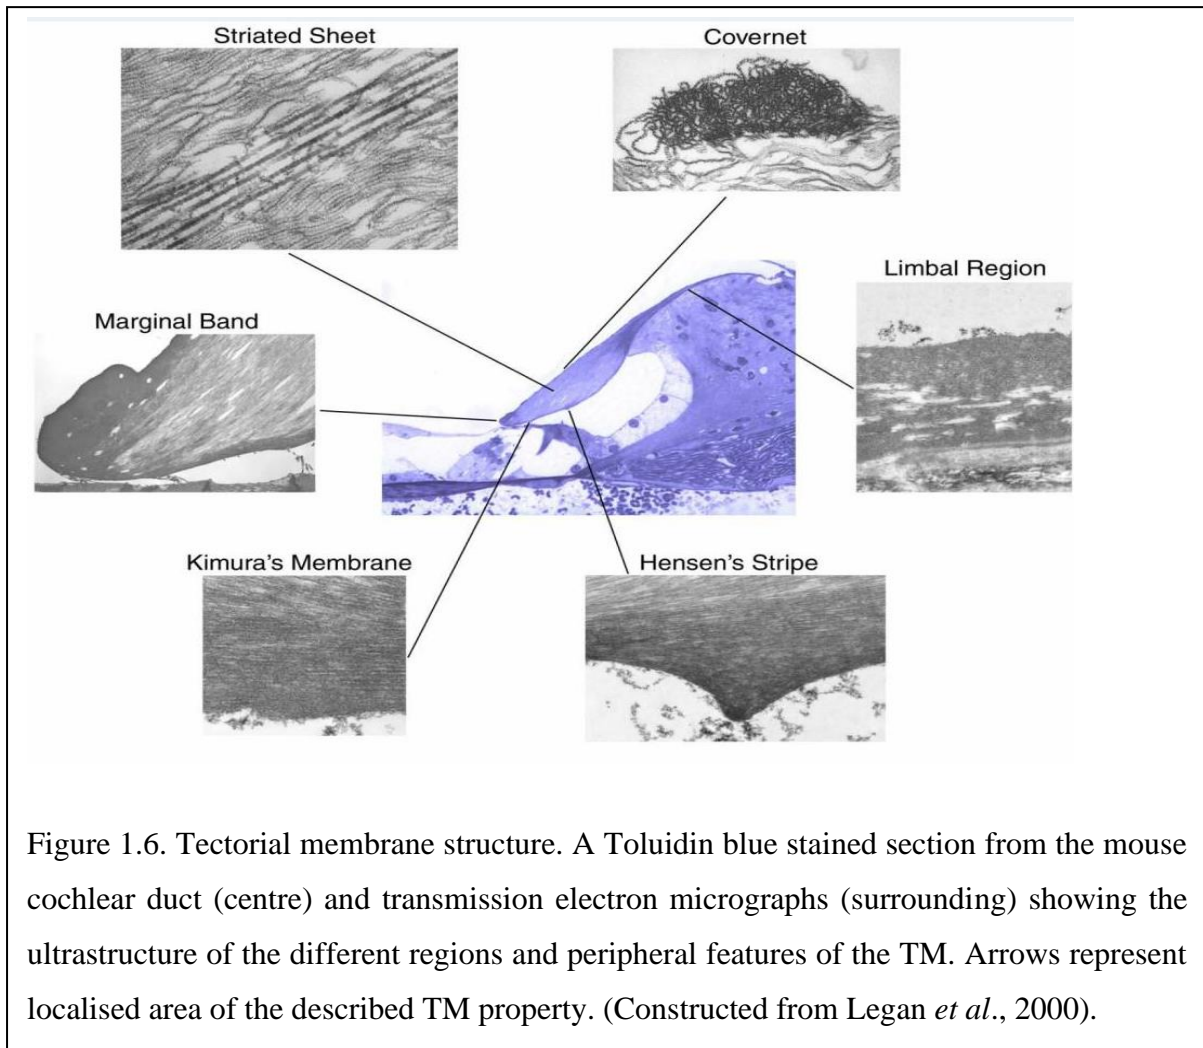 Striated Sheet
Covernet
Limbal Region
Marginal Band
Kimura's Membrane
Hensen's Stripe
Figure 1.6. Tectorial membrane structure. A Toluidin blue stained section from the mouse
cochlear duct (centre) and transmission electron micrographs (surrounding) showing the
ultrastructure of the different regions and peripheral features of the TM. Arrows represent
localised area of the described TM property. (Constructed from Legan et al., 2000).